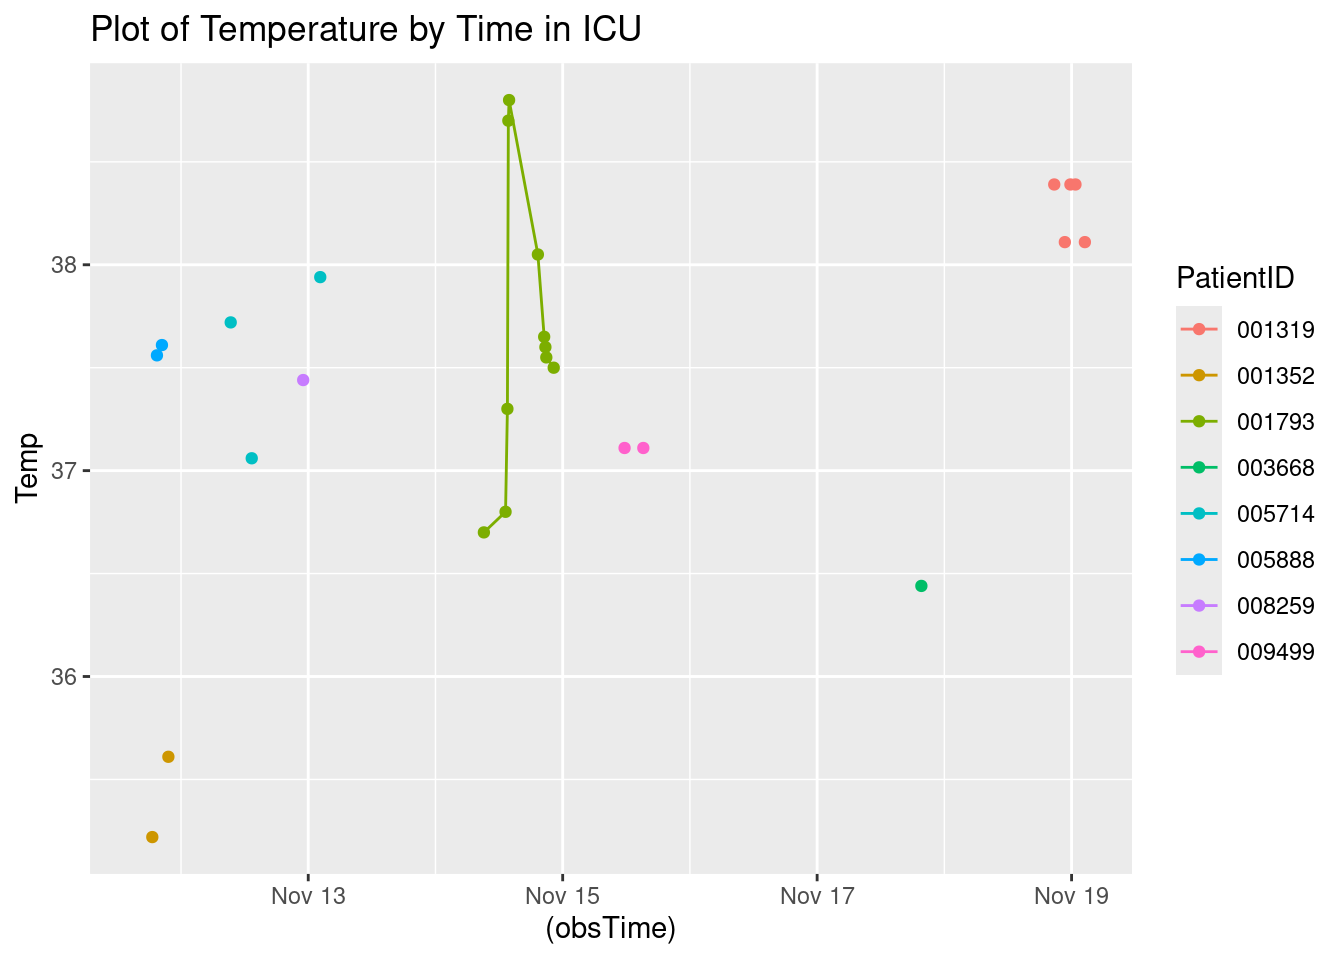 Plot of Temperature by Time in ICU
Temp
38
37
36
Nov 13
Nov 15
Nov 17
Nov 19
(obsTime)
PatientID
001319
001352
001793
003668
005714
005888
008259
009499